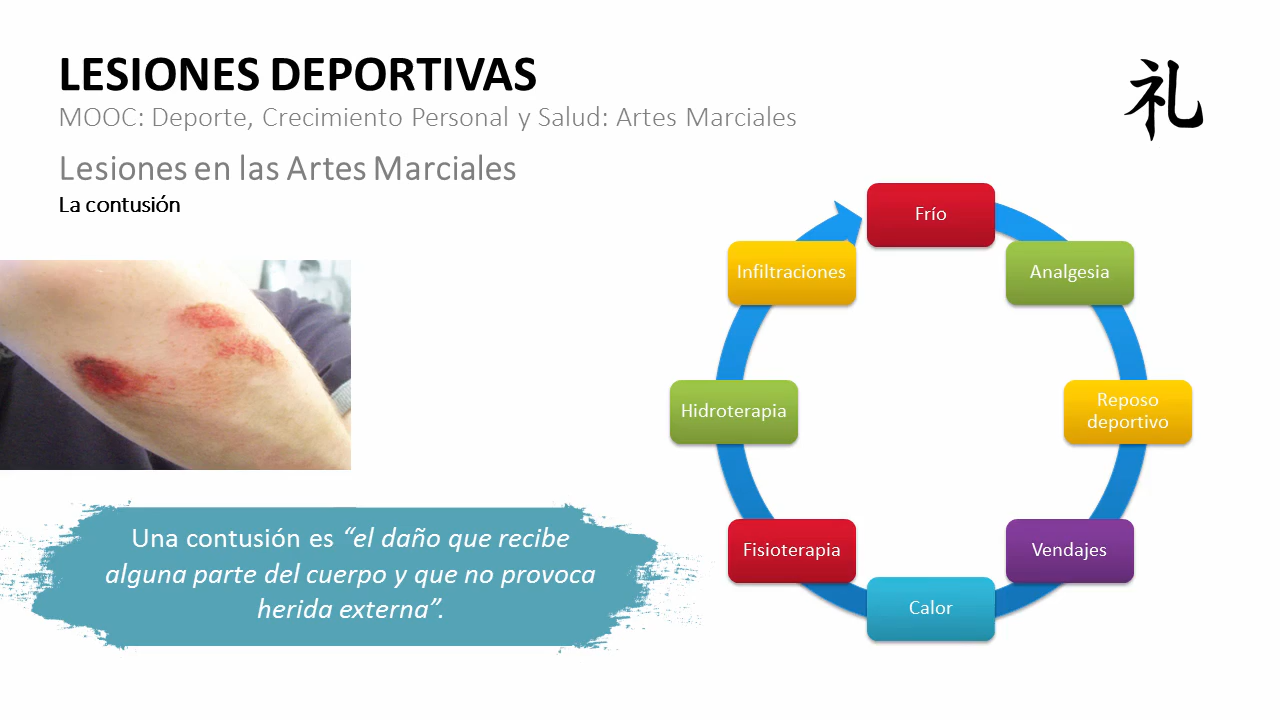 LESIONES DEPORTIVAS
MOOC: Deporte, Crecimiento Personal y Salud: Artes Marciales
礼
Lesiones en las Artes Marciales
La contusión
Frío
Analgesia
Reposo
deportivo
Vendajes
Calor
Fisioterapia
Hidroterapia
Infiltraciones
Una contusión es “el daño que recibe
alguna parte del cuerpo y que no provoca
herida externa”.